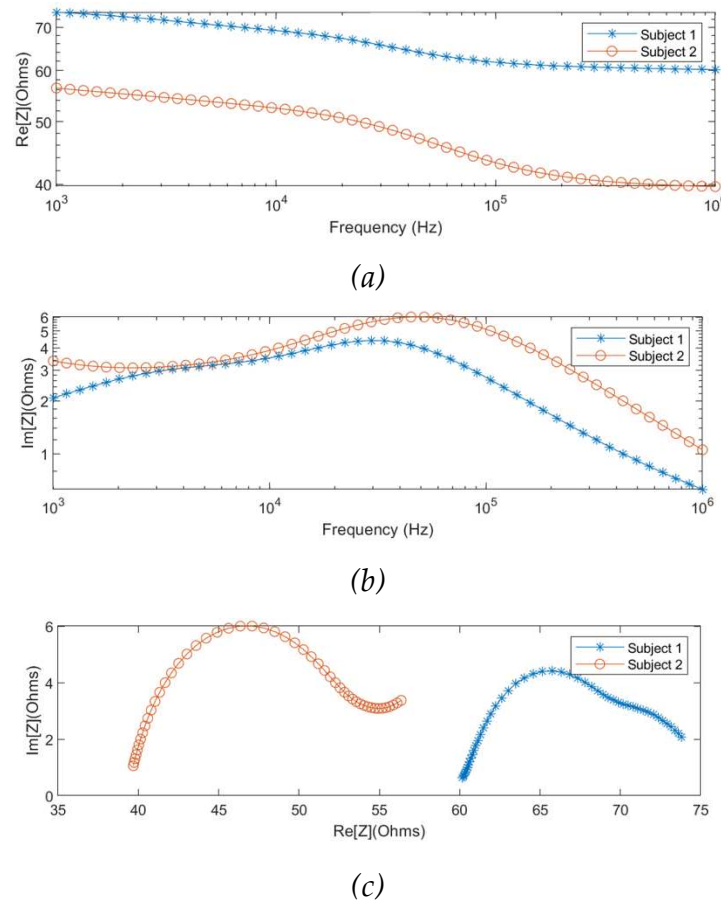 70
60
50
40
Re[Z](Ohms)
Subject 1
Subject 2
10^3
10^4
10^5
Frequency (Hz)
(a)
6
5
4
3
2
1
Im[Z](Ohms)
Subject 1
Subject 2
10^3
10^4
10^5
10^6
Frequency (Hz)
(b)
6
4
2
0
Im[Z](Ohms)
Subject 1
Subject 2
35
40
45
50
55
60
65
70
75
Re[Z](Ohms)
(c)